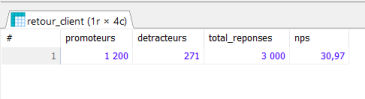 retour_client (1r × 4c)
# promoteurs detracteurs total_reponses nps
1 1 200 271 3 000 30,97